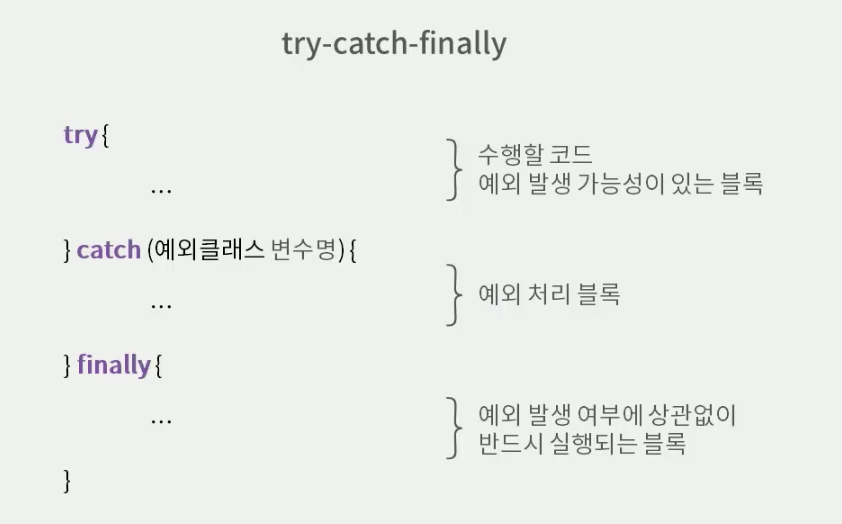 try-catch-finally
try{
수행할 코드
예외 발생 가능성이 있는 블록
...
} catch (예외클래스 변수명){
예외 처리 블록
...
} finally{
예외 발생 여부에 상관없이
...
반드시 실행되는 블록
}